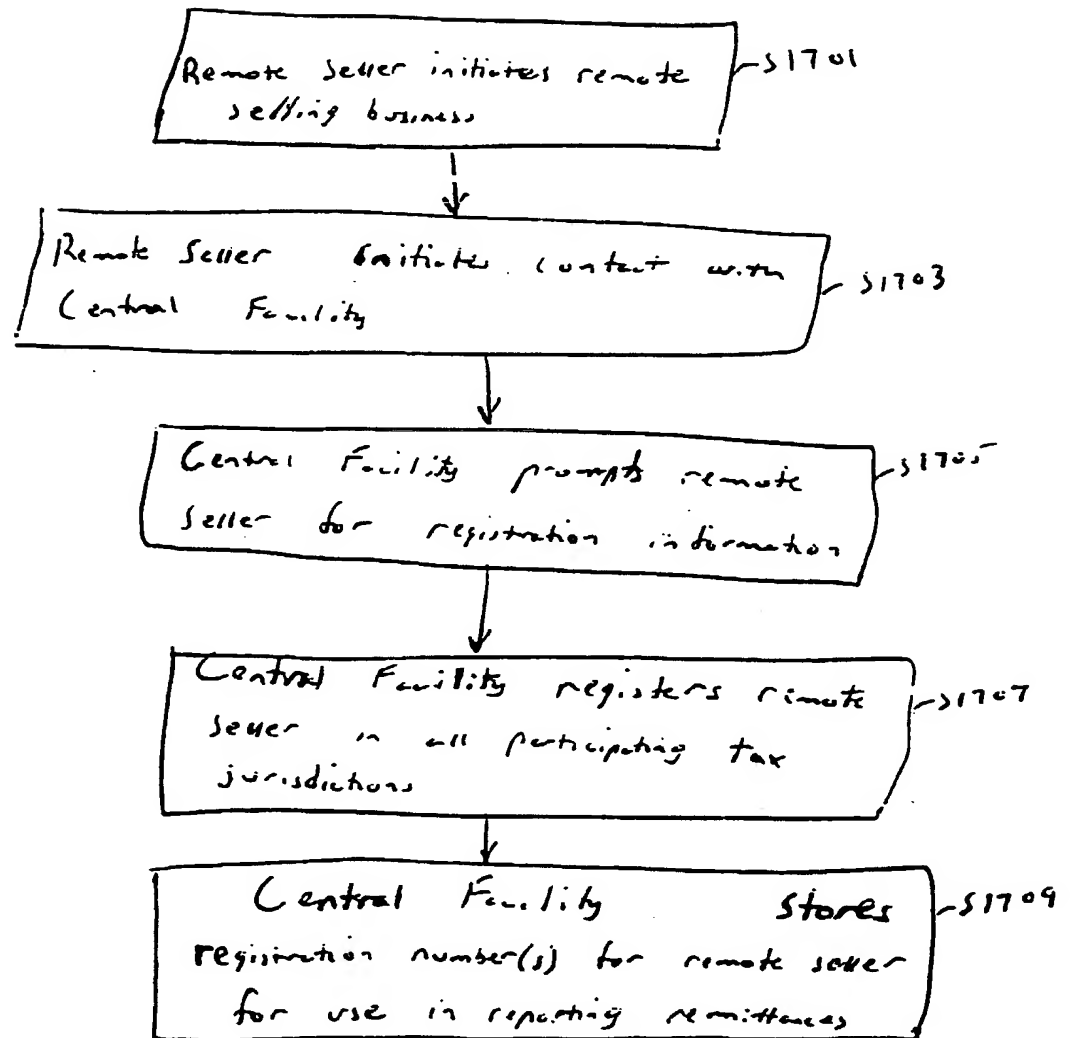 Remote Seller initiates remote
selling business
S1701
Remote Seller initiates contact with
Central Facility
S1703
Central Facility prompts remote
seller for registration information
S1705
Central Facility registers remote
seller in all participating tax
jurisdictions
S1707
Central Facility stores
registration number(s) for remote seller
for use in reporting remittances
S1709